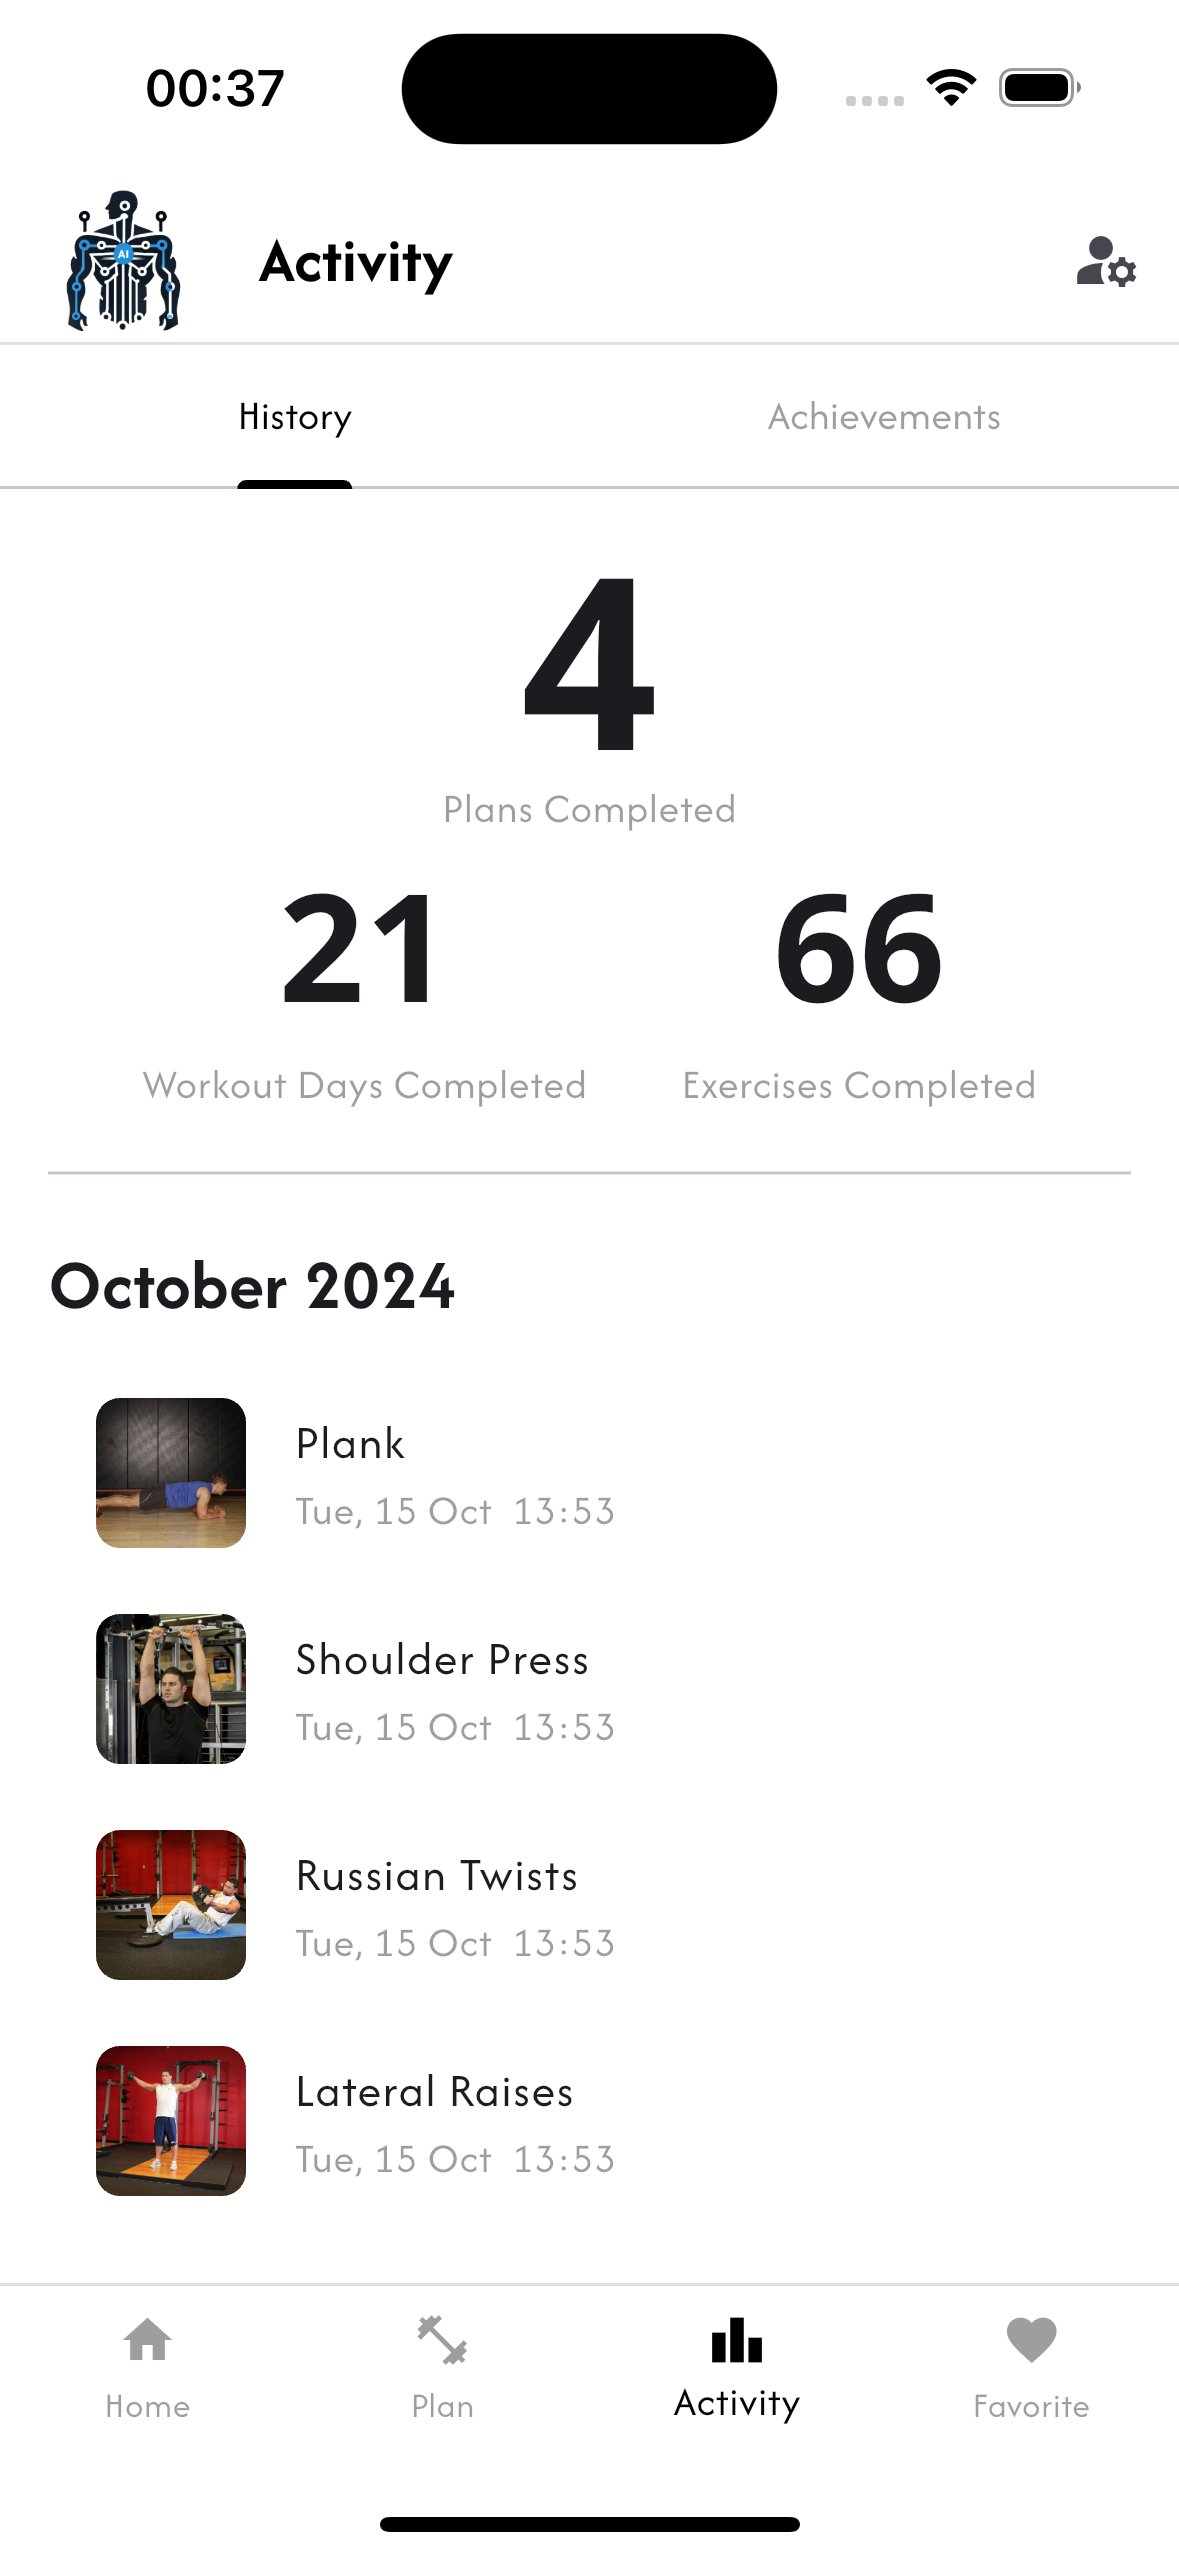 00:37
AI
Activity
History
Achievements
4
Plans Completed
21
66
Workout Days Completed
Exercises Completed
October 2024
Plank
Tue, 15 Oct 13:53
Shoulder Press
Tue, 15 Oct 13:53
Russian Twists
Tue, 15 Oct 13:53
Lateral Raises
Tue, 15 Oct 13:53
Home
Plan
Activity
Favorite